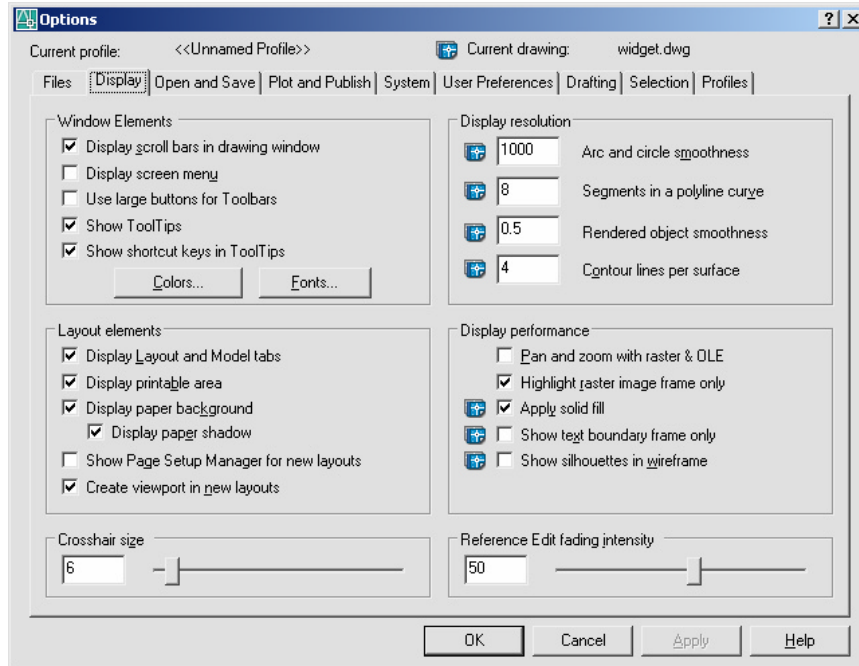 Options
Current profile: <<Unnamed Profile>> Current drawing: widget.dwg
Files Display Open and Save Plot and Publish System User Preferences Drafting Selection Profiles
Window Elements
Display scroll bars in drawing window
Display screen menu
Use large buttons for Toolbars
Show ToolTips
Show shortcut keys in ToolTips
Colors... Fonts...
Display resolution
1000 Arc and circle smoothness
8 Segments in a polyline curve
0.5 Rendered object smoothness
4 Contour lines per surface
Layout elements
Display Layout and Model tabs
Display printable area
Display paper background
Display paper shadow
Show Page Setup Manager for new layouts
Create viewport in new layouts
Display performance
Pan and zoom with raster & OLE
Highlight raster image frame only
Apply solid fill
Show text boundary frame only
Show silhouettes in wireframe
Crosshair size
6
Reference Edit fading intensity
50
OK Cancel Apply Help